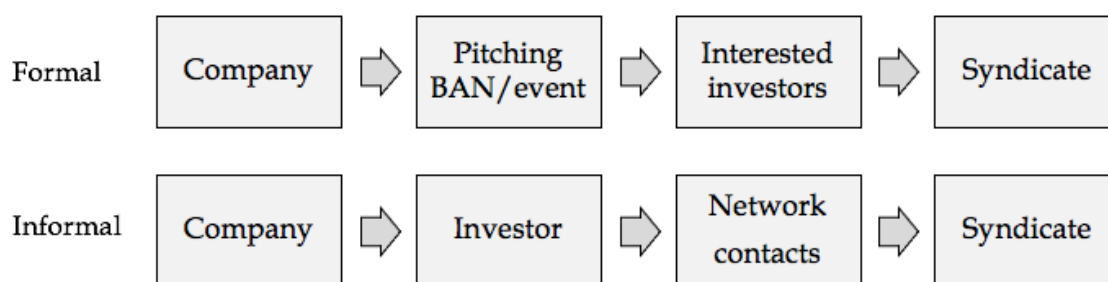 Formal
Company
Pitching
BAN/event
Interested
investors
Syndicate
Informal
Company
Investor
Network
contacts
Syndicate